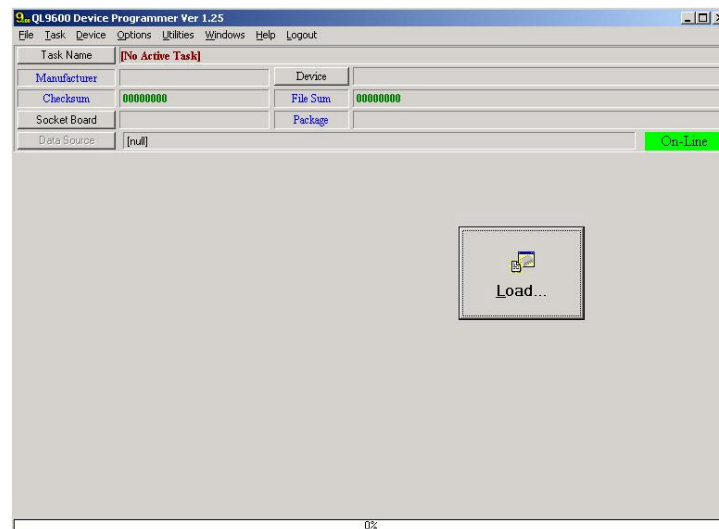 QL9600 Device Programmer Ver 1.25
File Task Device Options Utilities Windows Help Logout
Task Name [No Active Task]
Manufacturer Device
Checksum 00000000 File Sum 00000000
Socket Board Package
Data Source [null] On-Line
Load...
0%